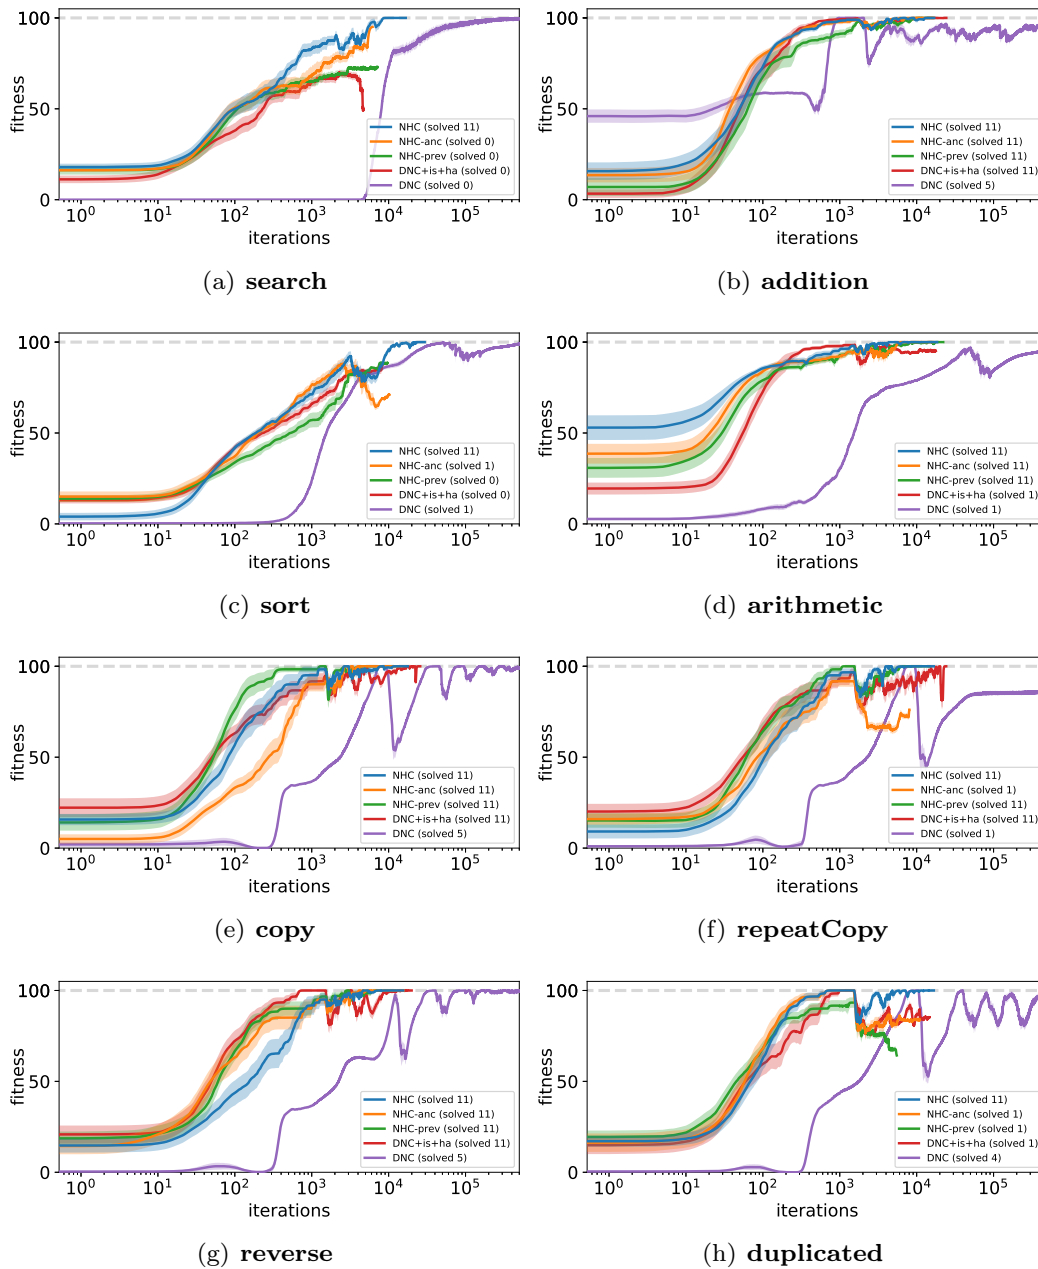 100
50
0
fitness
NHC (solved 11)
NHC-anc (solved 0)
NHC-prev (solved 0)
DNC+is+ha (solved 0)
DNC (solved 0)
10^0 10^1 10^2 10^3 10^4 10^5
iterations
(a) search
100
50
0
fitness
NHC (solved 11)
NHC-anc (solved 11)
NHC-prev (solved 11)
DNC+is+ha (solved 11)
DNC (solved 5)
10^0 10^1 10^2 10^3 10^4 10^5
iterations
(b) addition
100
50
0
fitness
NHC (solved 11)
NHC-anc (solved 1)
NHC-prev (solved 0)
DNC+is+ha (solved 0)
DNC (solved 1)
10^0 10^1 10^2 10^3 10^4 10^5
iterations
(c) sort
100
50
0
fitness
NHC (solved 11)
NHC-anc (solved 11)
NHC-prev (solved 11)
DNC+is+ha (solved 1)
DNC (solved 1)
10^0 10^1 10^2 10^3 10^4 10^5
iterations
(d) arithmetic
100
50
0
fitness
NHC (solved 11)
NHC-anc (solved 11)
NHC-prev (solved 11)
DNC+is+ha (solved 11)
DNC (solved 5)
10^0 10^1 10^2 10^3 10^4 10^5
iterations
(e) copy
100
50
0
fitness
NHC (solved 11)
NHC-anc (solved 1)
NHC-prev (solved 11)
DNC+is+ha (solved 11)
DNC (solved 1)
10^0 10^1 10^2 10^3 10^4 10^5
iterations
(f) repeatCopy
100
50
0
fitness
NHC (solved 11)
NHC-anc (solved 11)
NHC-prev (solved 11)
DNC+is+ha (solved 11)
DNC (solved 5)
10^0 10^1 10^2 10^3 10^4 10^5
iterations
(g) reverse
100
50
0
fitness
NHC (solved 11)
NHC-anc (solved 1)
NHC-prev (solved 1)
DNC+is+ha (solved 1)
DNC (solved 4)
10^0 10^1 10^2 10^3 10^4 10^5
iterations
(h) duplicated